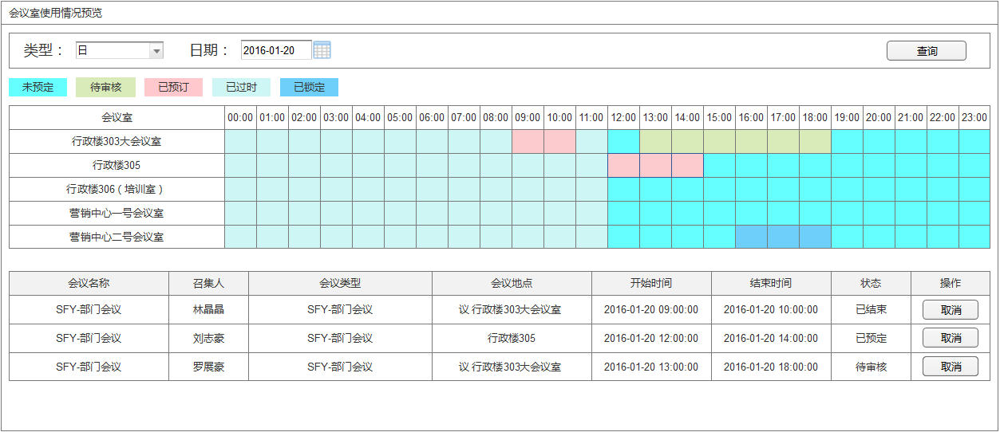 会议室使用情况预览
类型： 日 日期： 2016-01-20 查询
未预定 待审核 已预订 已过时 已锁定
会议室 00:00 01:00 02:00 03:00 04:00 05:00 06:00 07:00 08:00 09:00 10:00 11:00 12:00 13:00 14:00 15:00 16:00 17:00 18:00 19:00 20:00 21:00 22:00 23:00
行政楼303大会议室
行政楼305
行政楼306（培训室）
营销中心一号会议室
营销中心二号会议室
会议名称 召集人 会议类型 会议地点 开始时间 结束时间 状态 操作
SFY-部门会议 林晶晶 SFY-部门会议 议 行政楼303大会议室 2016-01-20 09:00:00 2016-01-20 10:00:00 已结束 取消
SFY-部门会议 刘志豪 SFY-部门会议 行政楼305 2016-01-20 12:00:00 2016-01-20 14:00:00 已预定 取消
SFY-部门会议 罗展豪 SFY-部门会议 议 行政楼303大会议室 2016-01-20 13:00:00 2016-01-20 18:00:00 待审核 取消